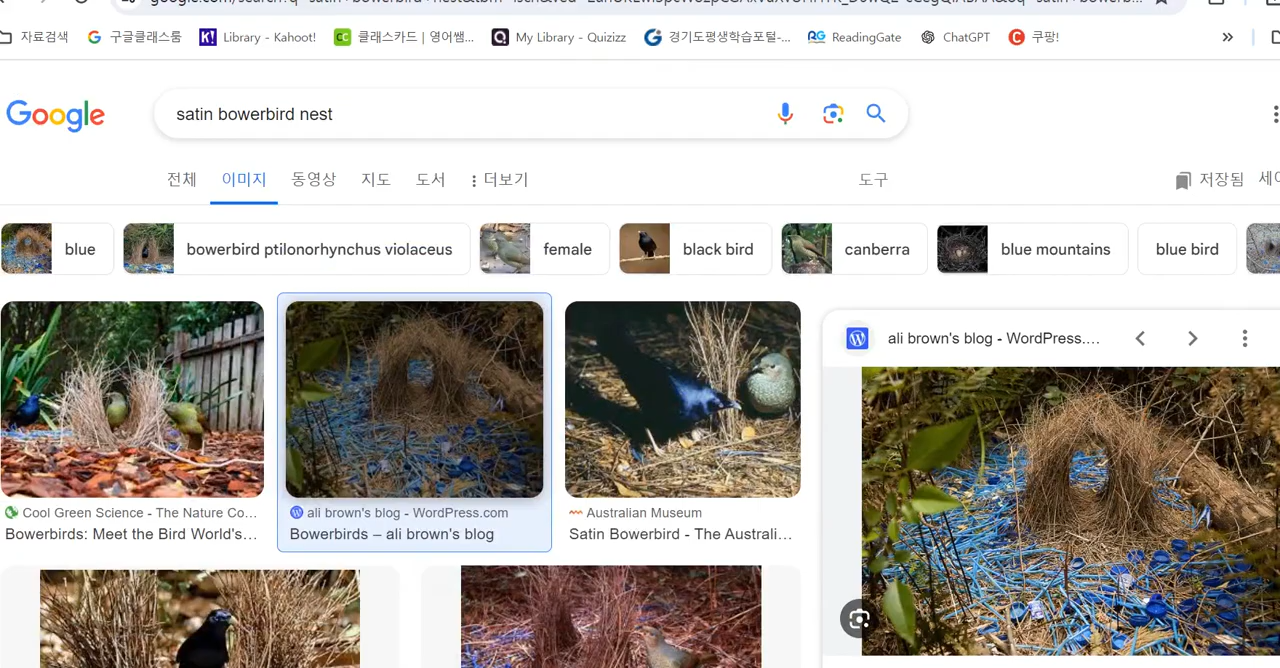 자료검색 구글클래스룸 Library - Kahoot! 클래스카드 | 영어쌤... My Library - Quizizz 경기도평생학습포털-... ReadingGate ChatGPT 쿠팡!
Google satin bowerbird nest
전체 이미지 동영상 지도 도서 더보기 도구 저장됨
blue bowerbird ptilonorhynchus violaceus female black bird canberra blue mountains blue bird
ali brown's blog - WordPress....
Cool Green Science - The Nature Co... ali brown's blog - WordPress.com Australian Museum
Bowerbirds: Meet the Bird World's... Bowerbirds – ali brown's blog Satin Bowerbird - The Australi...